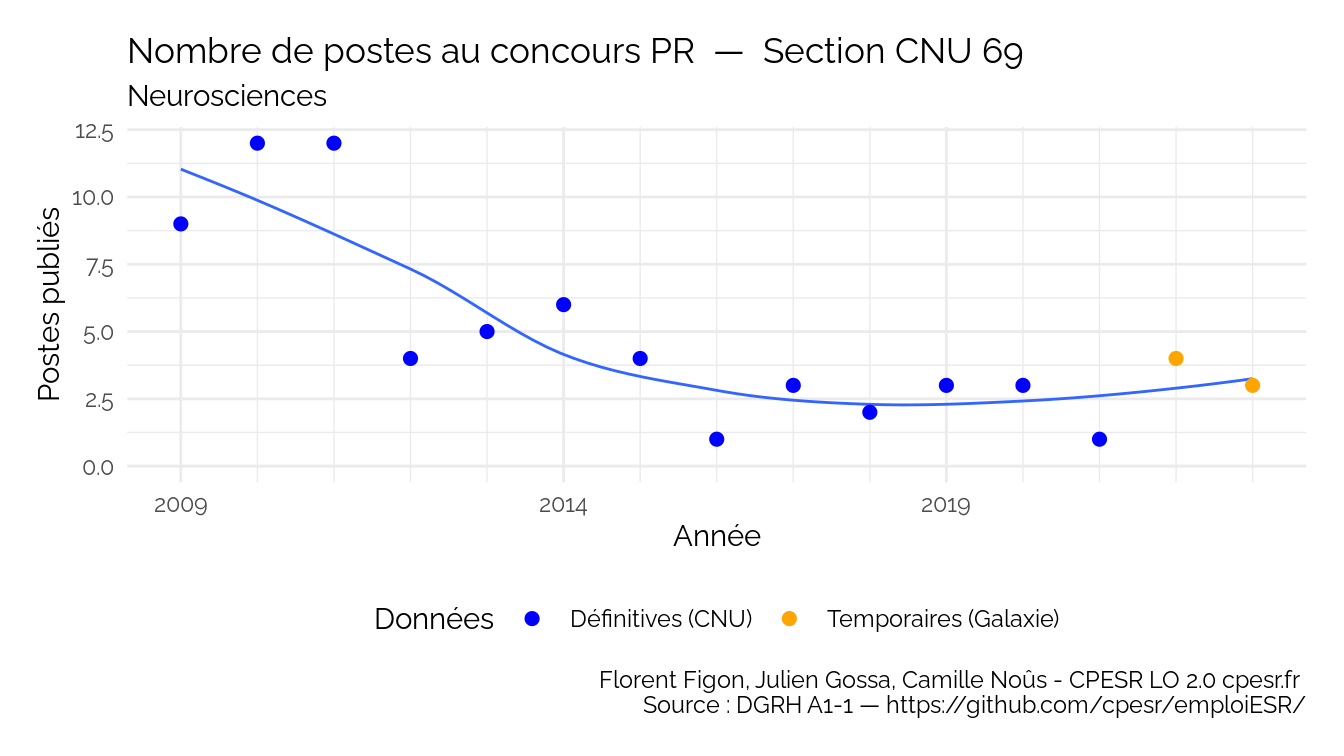 Nombre de postes au concours PR — Section CNU 69
Neurosciences
12.5
10.0
7.5
5.0
2.5
0.0
Postes publiés
2009
2014
2019
Année
Données
Définitives (CNU)
Temporaires (Galaxie)
Florent Figon, Julien Gossa, Camille Noûs - CPESR LO 2.0 cpesr.fr
Source : DGRH A1-1 — https://github.com/cpesr/emploiESR/